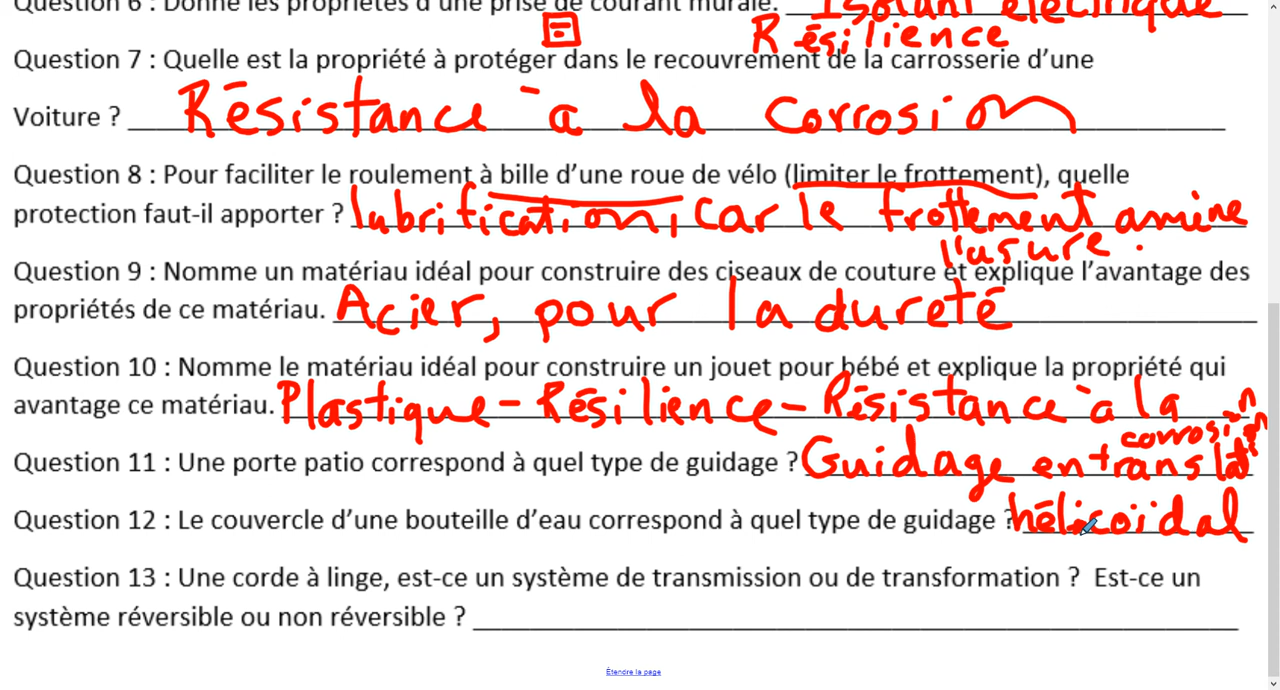 Question 6 : Donne les propriétés d'une prise de courant murale. Isolant électrique
Résilience
Question 7 : Quelle est la propriété à protéger dans le recouvrement de la carrosserie d'une
Voiture ? Résistance à la corrosion
Question 8 : Pour faciliter le roulement à bille d'une roue de vélo (limiter le frottement), quelle
protection faut-il apporter ? lubrification, car le frottement amine
l'usure.
Question 9 : Nomme un matériau idéal pour construire des ciseaux de couture et explique l'avantage des
propriétés de ce matériau. Acier, pour la dureté
Question 10 : Nomme le matériau idéal pour construire un jouet pour bébé et explique la propriété qui
avantage ce matériau. Plastique - Résilience - Résistance à la
corrosion
Question 11 : Une porte patio correspond à quel type de guidage ? Guidage en translation
Question 12 : Le couvercle d'une bouteille d'eau correspond à quel type de guidage ? hélicoïdal
Question 13 : Une corde à linge, est-ce un système de transmission ou de transformation ? Est-ce un
système réversible ou non réversible ?
Étendre la page